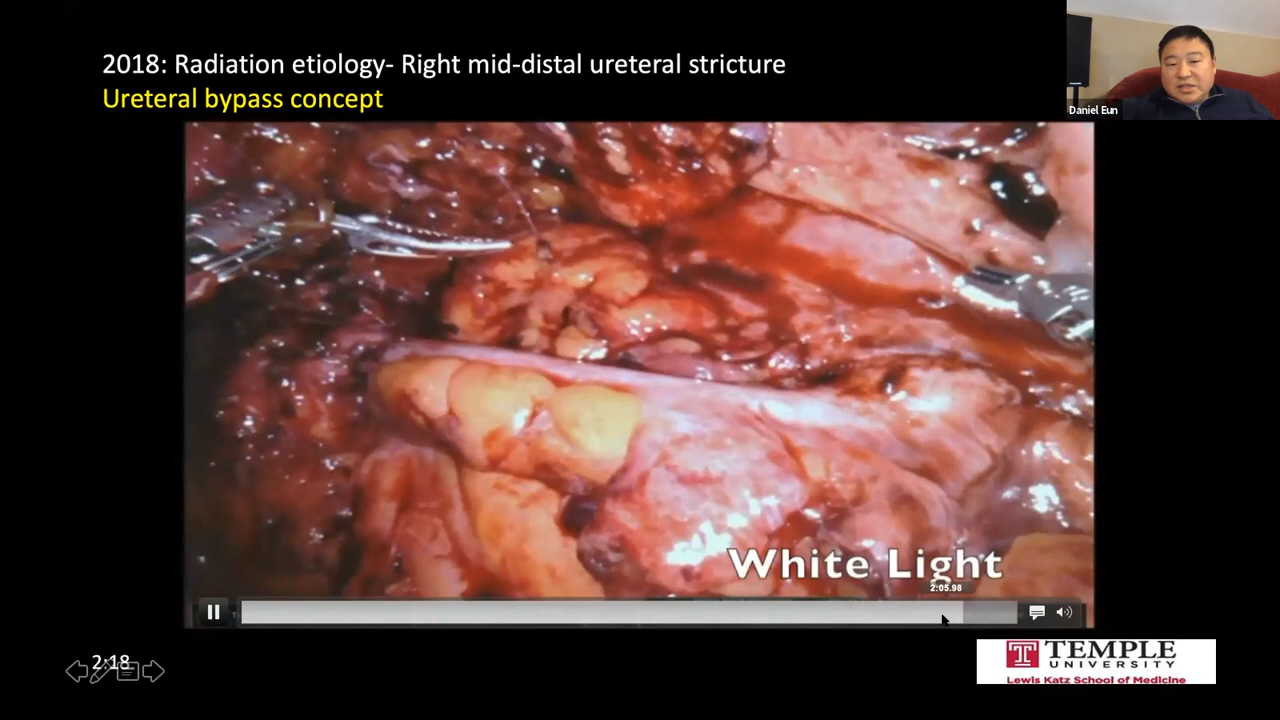 2018: Radiation etiology- Right mid-distal ureteral stricture
Ureteral bypass concept
Daniel Eun
White Light
2:05.98
2:18
T TEMPLE
UNIVERSITY
Lewis Katz School of Medicine